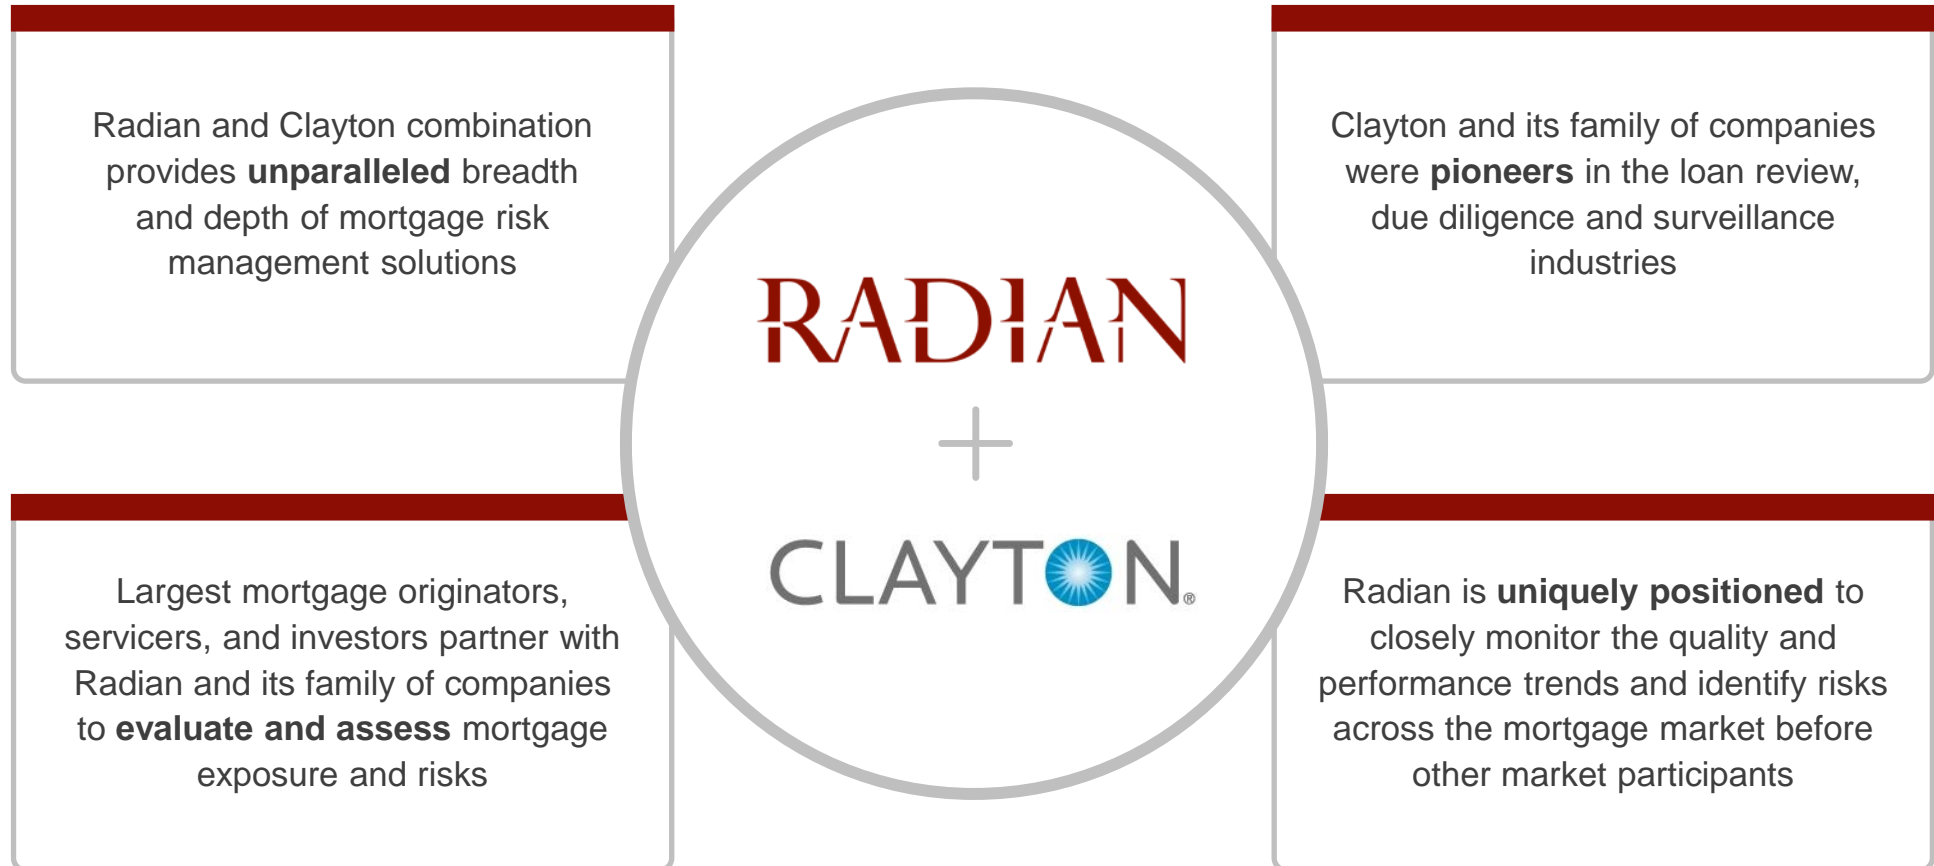 Radian and Clayton combination
provides unparalleled breadth
and depth of mortgage risk
management solutions
Clayton and its family of companies
were pioneers in the loan review,
due diligence and surveillance
industries
RADIAN
+
CLAYTON®
Largest mortgage originators,
servicers, and investors partner with
Radian and its family of companies
to evaluate and assess mortgage
exposure and risks
Radian is uniquely positioned to
closely monitor the quality and
performance trends and identify risks
across the mortgage market before
other market participants